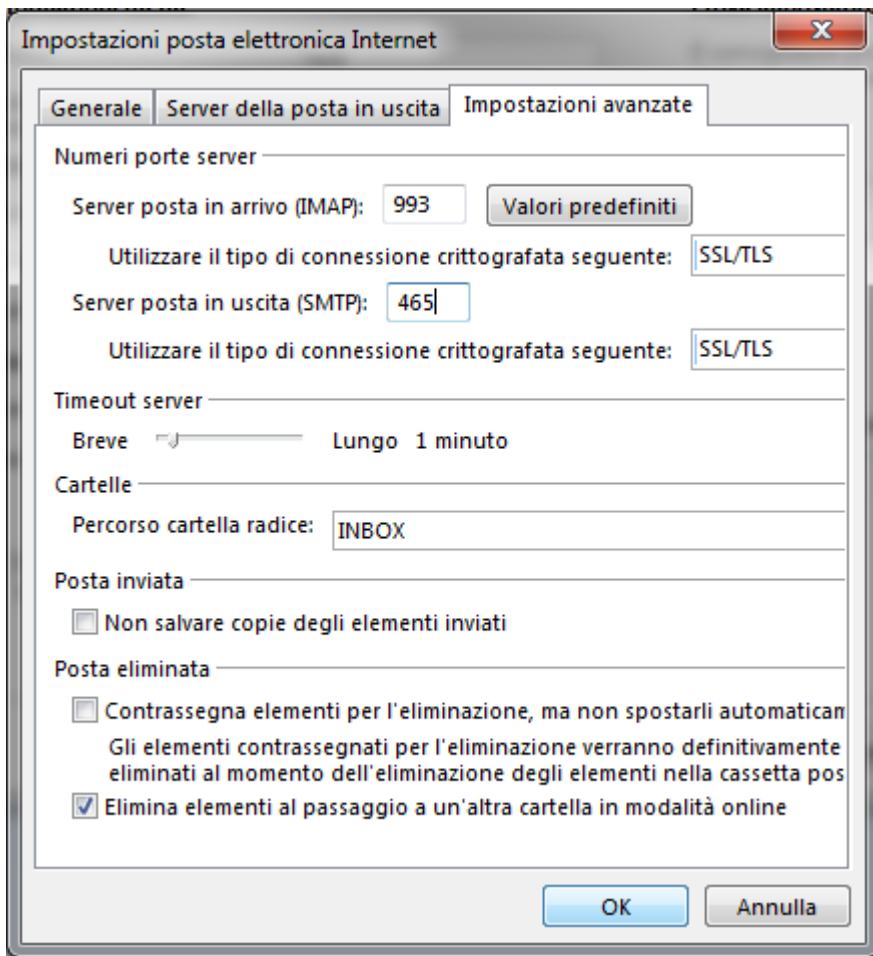 Impostazioni posta elettronica Internet
Generale Server della posta in uscita Impostazioni avanzate
Numeri porte server
Server posta in arrivo (IMAP): 993 Valori predefiniti
Utilizzare il tipo di connessione crittografata seguente: SSL/TLS
Server posta in uscita (SMTP): 465
Utilizzare il tipo di connessione crittografata seguente: SSL/TLS
Timeout server
Breve Lungo 1 minuto
Cartelle
Percorso cartella radice: INBOX
Posta inviata
Non salvare copie degli elementi inviati
Posta eliminata
Contrassegna elementi per l'eliminazione, ma non spostarli automaticam
Gli elementi contrassegnati per l'eliminazione verranno definitivamente
eliminati al momento dell'eliminazione degli elementi nella cassetta pos
Elimina elementi al passaggio a un'altra cartella in modalità online
OK Annulla